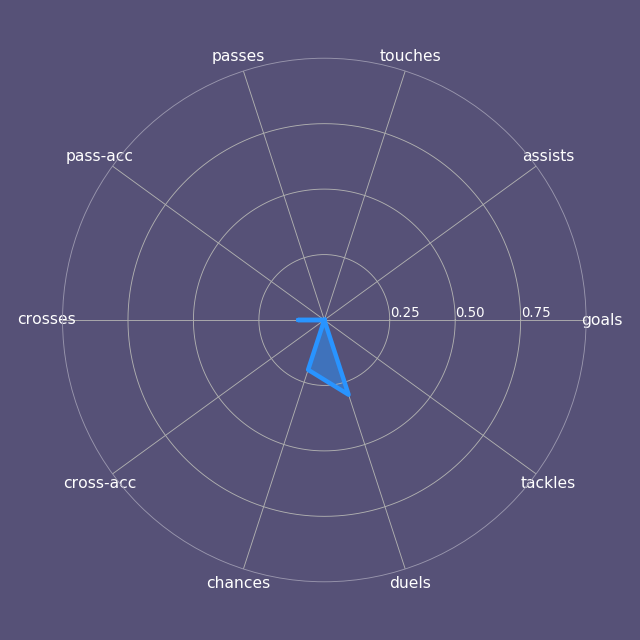 passes
touches
pass-acc
assists
0.25
0.50
0.75
crosses
goals
cross-acc
tackles
chances
duels